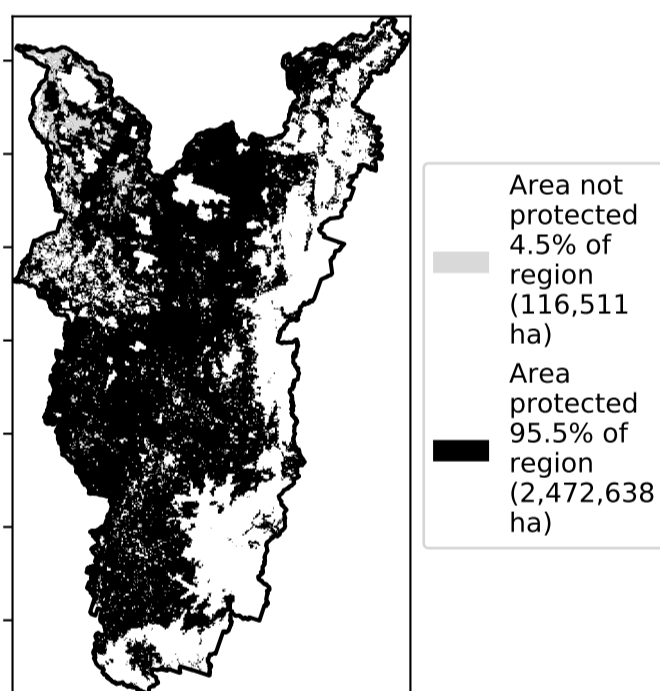 Area not
protected
4.5% of
region
(116,511
ha)
Area
protected
95.5% of
region
(2,472,638
ha)